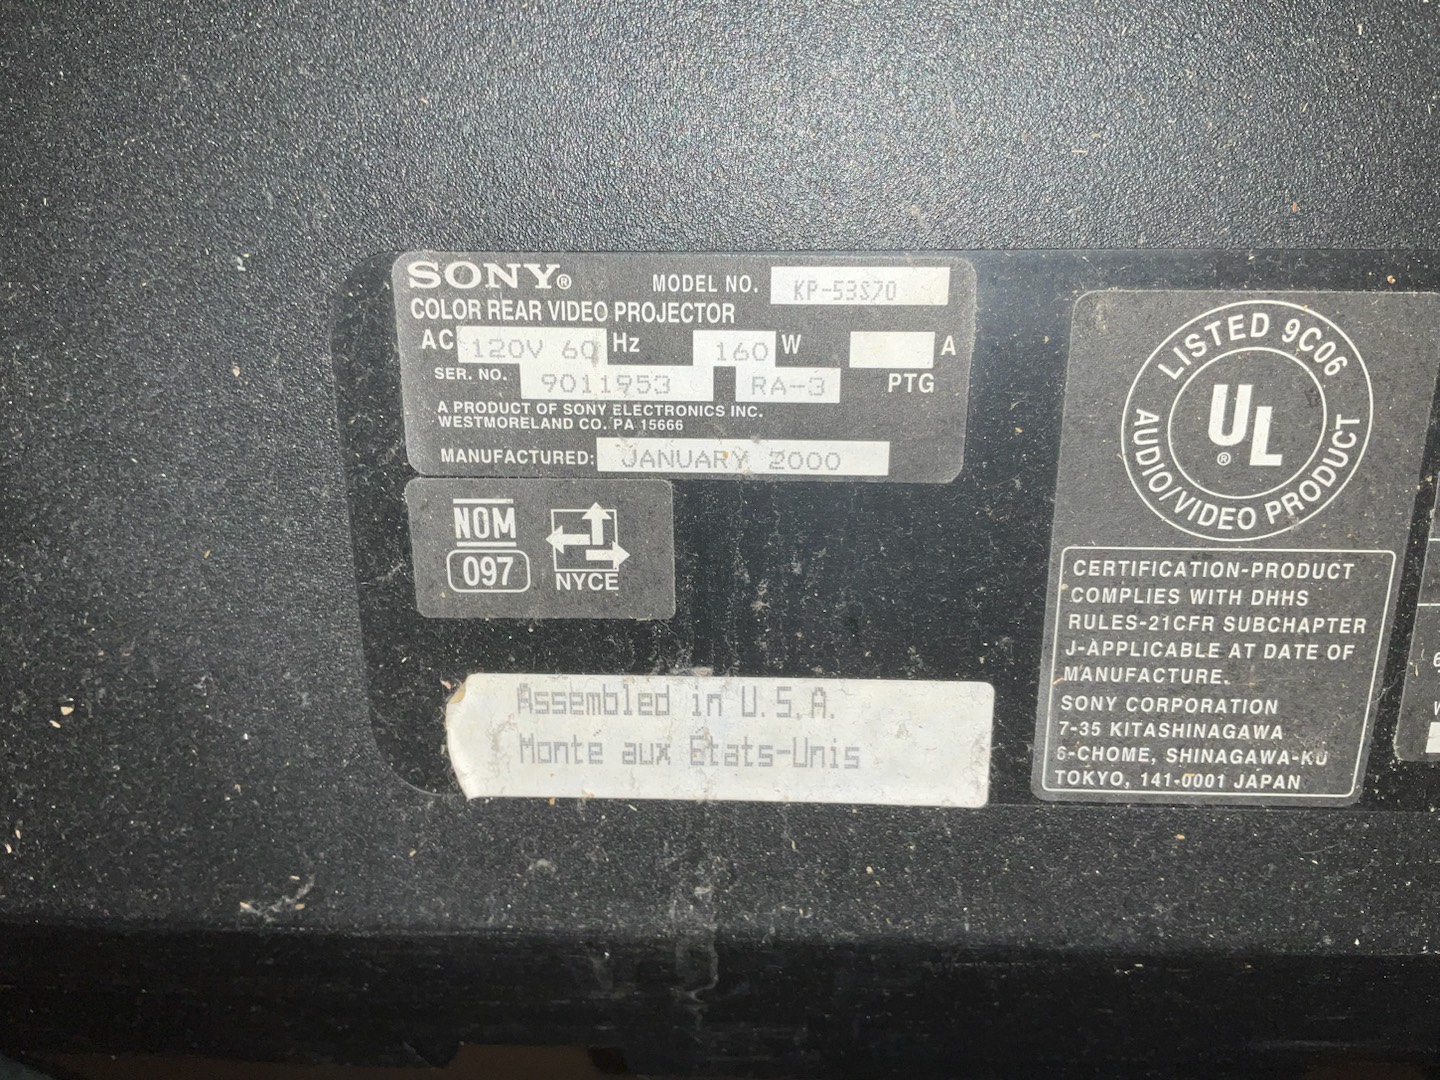 SONY®
MODEL NO. KP-53S70
COLOR REAR VIDEO PROJECTOR
AC 120V 60 Hz 160 W A
SER. NO. 9011953 RA-3 PTG
A PRODUCT OF SONY ELECTRONICS INC.
WESTMORELAND CO. PA 15666
MANUFACTURED: JANUARY 2000
NOM
097
NYCE
Assembled in U.S.A.
Monte aux Etats-Unis
LISTED 9C06
UL®
AUDIO/VIDEO PRODUCT
CERTIFICATION-PRODUCT
COMPLIES WITH DHHS
RULES-21CFR SUBCHAPTER
J-APPLICABLE AT DATE OF
MANUFACTURE.
SONY CORPORATION
7-35 KITASHINAGAWA
6-CHOME, SHINAGAWA-KU
TOKYO, 141-0001 JAPAN